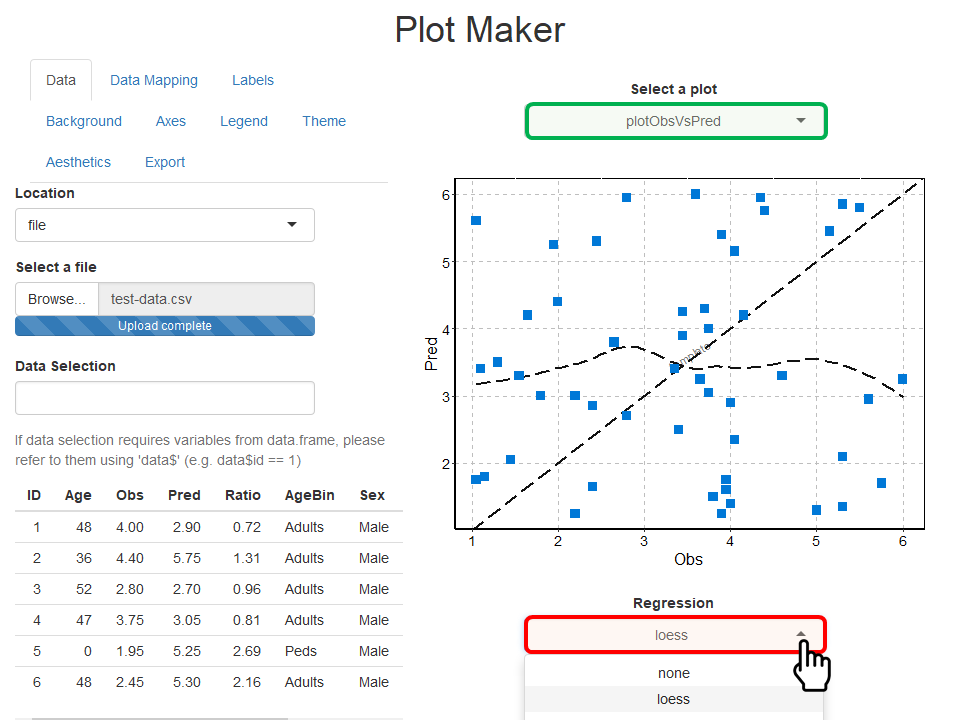 Plot Maker
Data Data Mapping Labels
Background Axes Legend Theme
Aesthetics Export
Location
file
Select a file
Browse... test-data.csv
Upload complete
Data Selection
If data selection requires variables from data.frame, please
refer to them using 'data$' (e.g. data$id == 1)
ID Age Obs Pred Ratio AgeBin Sex
1 48 4.00 2.90 0.72 Adults Male
2 36 4.40 5.75 1.31 Adults Male
3 52 2.80 2.70 0.96 Adults Male
4 47 3.75 3.05 0.81 Adults Male
5 0 1.95 5.25 2.69 Peds Male
6 48 2.45 5.30 2.16 Adults Male
Select a plot
plotObsVsPred
6
5
4
3
2
Pred
1 2 3 4 5 6
Obs
Regression
loess
none
loess